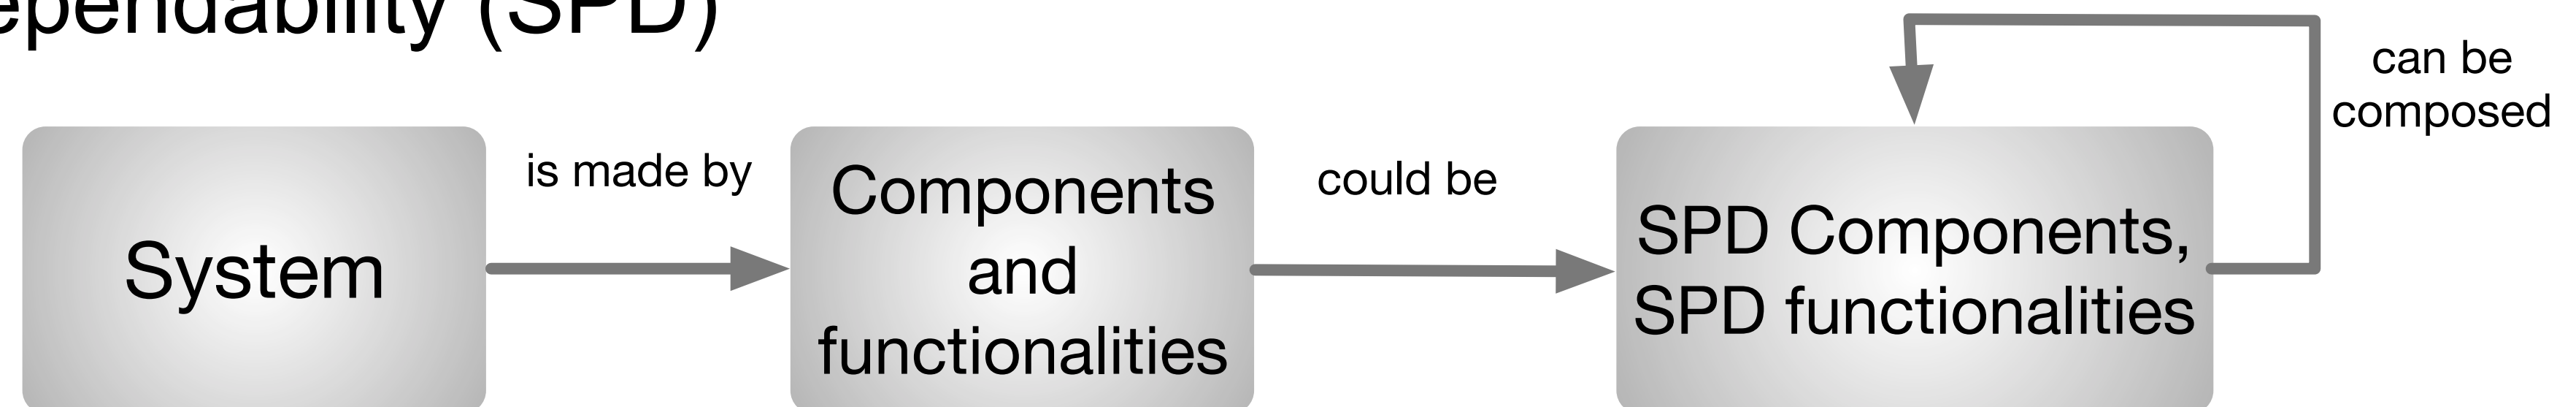 ependability (SPD)
can be
composed
is made by
could be
System
Components
and
functionalities
SPD Components,
SPD functionalities